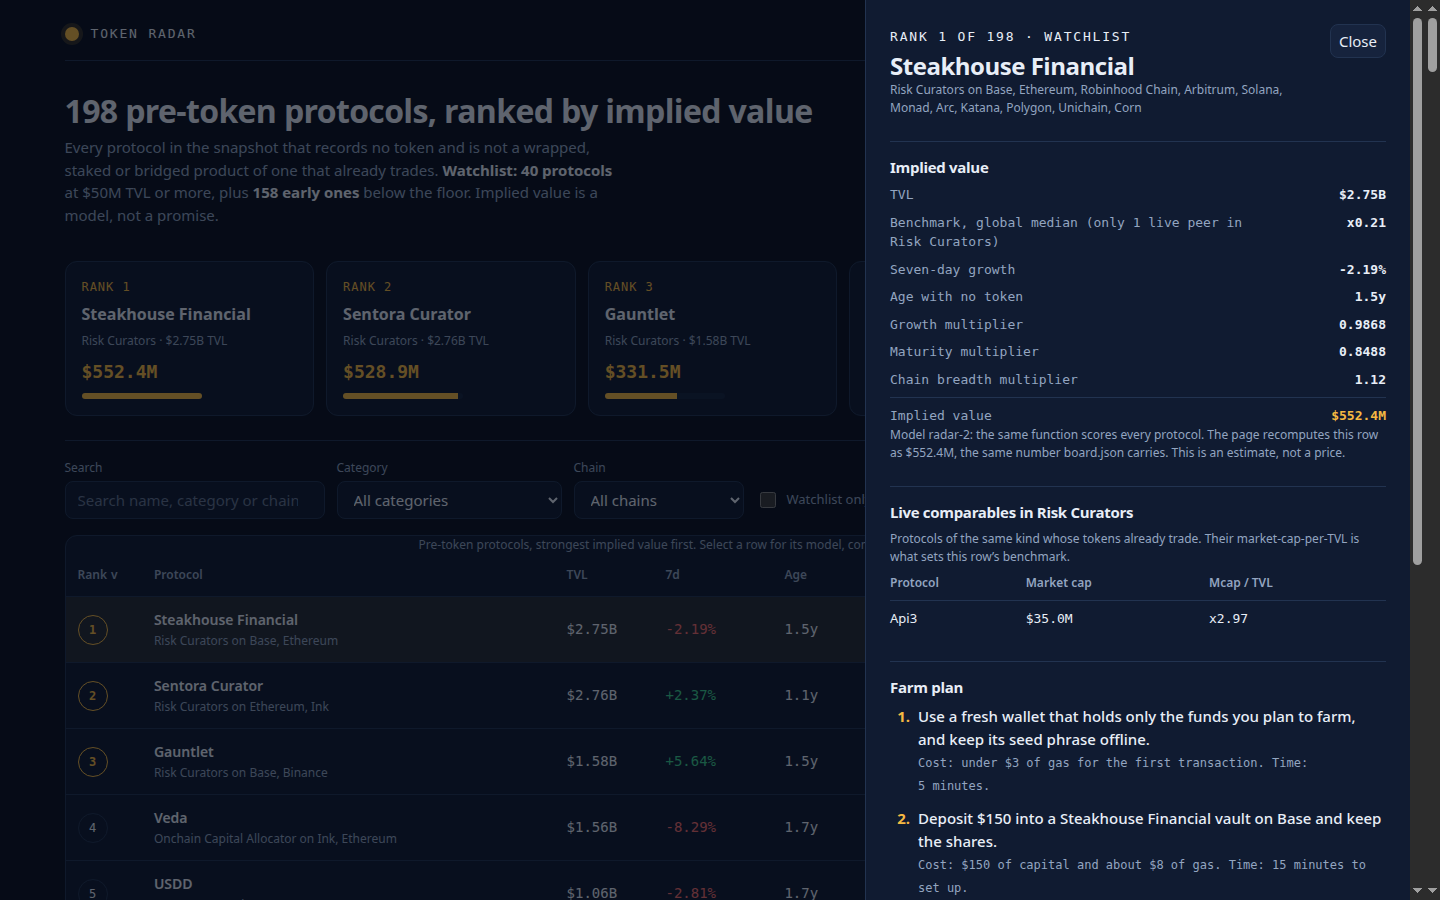 TOKEN RADAR
198 pre-token protocols, ranked by implied value
Every protocol in the snapshot that records no token and is not a wrapped,
staked or bridged product of one that already trades. Watchlist: 40 protocols
at $50M TVL or more, plus 158 early ones below the floor. Implied value is a
model, not a promise.
RANK 1
Steakhouse Financial
Risk Curators · $2.75B TVL
$552.4M
RANK 2
Sentora Curator
Risk Curators · $2.76B TVL
$528.9M
RANK 3
Gauntlet
Risk Curators · $1.58B TVL
$331.5M
Search
Category
Chain
Search name, category or chain
All categories
All chains
Watchlist onl
Pre-token protocols, strongest implied value first. Select a row for its model, cor
Rank v Protocol TVL 7d Age
1 Steakhouse Financial $2.75B -2.19% 1.5y
Risk Curators on Base, Ethereum
2 Sentora Curator $2.76B +2.37% 1.1y
Risk Curators on Ethereum, Ink
3 Gauntlet $1.58B +5.64% 1.5y
Risk Curators on Base, Binance
4 Veda $1.56B -8.29% 1.7y
Onchain Capital Allocator on Ink, Ethereum
5 USDD $1.06B -2.81% 1.7y
RANK 1 OF 198 · WATCHLIST
Close
Steakhouse Financial
Risk Curators on Base, Ethereum, Robinhood Chain, Arbitrum, Solana,
Monad, Arc, Katana, Polygon, Unichain, Corn
Implied value
TVL $2.75B
Benchmark, global median (only 1 live peer in x0.21
Risk Curators)
Seven-day growth -2.19%
Age with no token 1.5y
Growth multiplier 0.9868
Maturity multiplier 0.8488
Chain breadth multiplier 1.12
Implied value $552.4M
Model radar-2: the same function scores every protocol. The page recomputes this row
as $552.4M, the same number board.json carries. This is an estimate, not a price.
Live comparables in Risk Curators
Protocols of the same kind whose tokens already trade. Their market-cap-per-TVL is
what sets this row's benchmark.
Protocol Market cap Mcap / TVL
Api3 $35.0M x2.97
Farm plan
1. Use a fresh wallet that holds only the funds you plan to farm,
and keep its seed phrase offline.
Cost: under $3 of gas for the first transaction. Time:
5 minutes.
2. Deposit $150 into a Steakhouse Financial vault on Base and keep
the shares.
Cost: $150 of capital and about $8 of gas. Time: 15 minutes to
set up.